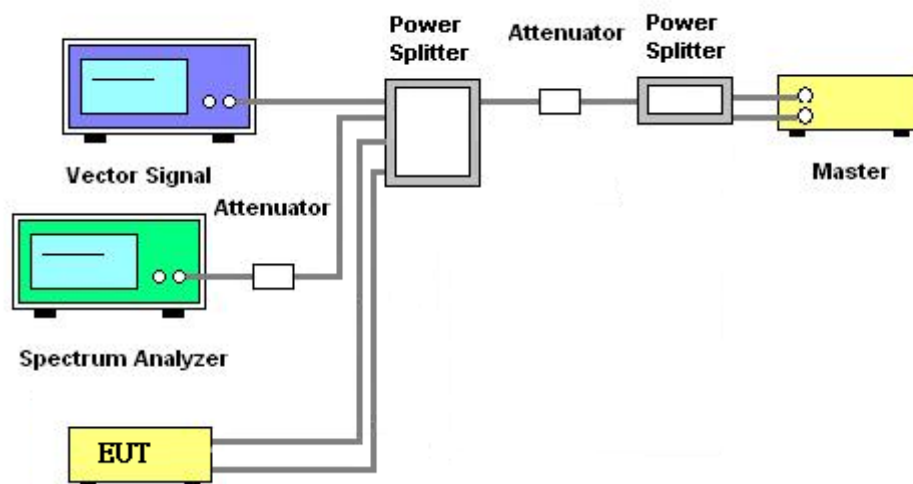 Power
Splitter
Attenuator
Power
Splitter
Vector Signal
Master
Attenuator
Spectrum Analyzer
EUT